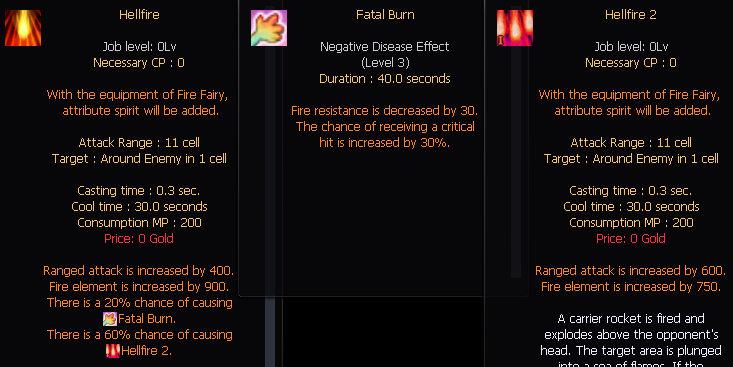 Hellfire
Job level: 0Lv
Necessary CP : 0
With the equipment of Fire Fairy,
attribute spirit will be added.
Attack Range : 11 cell
Target : Around Enemy in 1 cell
Casting time : 0.3 sec.
Cool time : 30.0 seconds
Consumption MP : 200
Price: 0 Gold
Ranged attack is increased by 400.
Fire element is increased by 900.
There is a 20% chance of causing
Fatal Burn.
There is a 60% chance of causing
Hellfire 2.
Fatal Burn
Negative Disease Effect
(Level 3)
Duration : 40.0 seconds
Fire resistance is decreased by 30.
The chance of receiving a critical
hit is increased by 30%.
Hellfire 2
Job level: 0Lv
Necessary CP : 0
With the equipment of Fire Fairy,
attribute spirit will be added.
Attack Range : 11 cell
Target : Around Enemy in 1 cell
Casting time : 0.3 sec.
Cool time : 30.0 seconds
Consumption MP : 200
Price: 0 Gold
Ranged attack is increased by 600.
Fire element is increased by 750.
A carrier rocket is fired and
explodes above the opponent's
head. The target area is plunged
into a sea of flames. If the